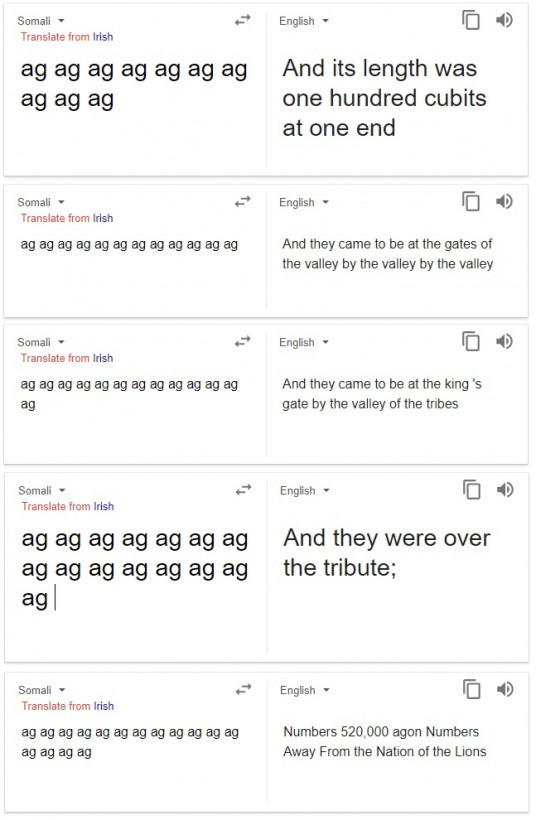 Somali English
Translate from Irish
ag ag ag ag ag ag ag
ag ag ag
And its length was
one hundred cubits
at one end
Somali English
Translate from Irish
ag ag ag ag ag ag ag ag ag ag ag ag
And they came to be at the gates of
the valley by the valley by the valley
Somali English
Translate from Irish
ag ag ag ag ag ag ag ag ag ag ag ag
ag
And they came to be at the king 's
gate by the valley of the tribes
Somali English
Translate from Irish
ag ag ag ag ag ag ag
ag ag ag ag ag ag ag
ag
And they were over
the tribute;
Somali English
Translate from Irish
ag ag ag ag ag ag ag ag ag ag ag ag
ag ag ag ag
Numbers 520,000 agon Numbers
Away From the Nation of the Lions